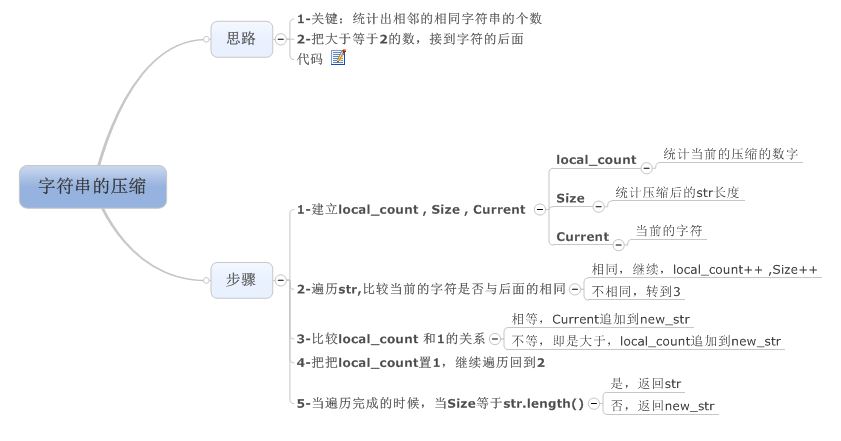 字符串的压缩
思路
1-关键：统计出相邻的相同字符串的个数
2-把大于等于2的数，接到字符的后面
代码
步骤
1-建立local_count , Size , Current
local_count
统计当前的压缩的数字
Size
统计压缩后的str长度
Current
当前的字符
2-遍历str,比较当前的字符是否与后面的相同
相同，继续，local_count++ ,Size++
不相同，转到3
3-比较local_count 和1的关系
相等，Current追加到new_str
不等，即是大于，local_count追加到new_str
4-把把local_count置1，继续遍历回到2
5-当遍历完成的时候，当Size等于str.length()
是，返回str
否，返回new_str